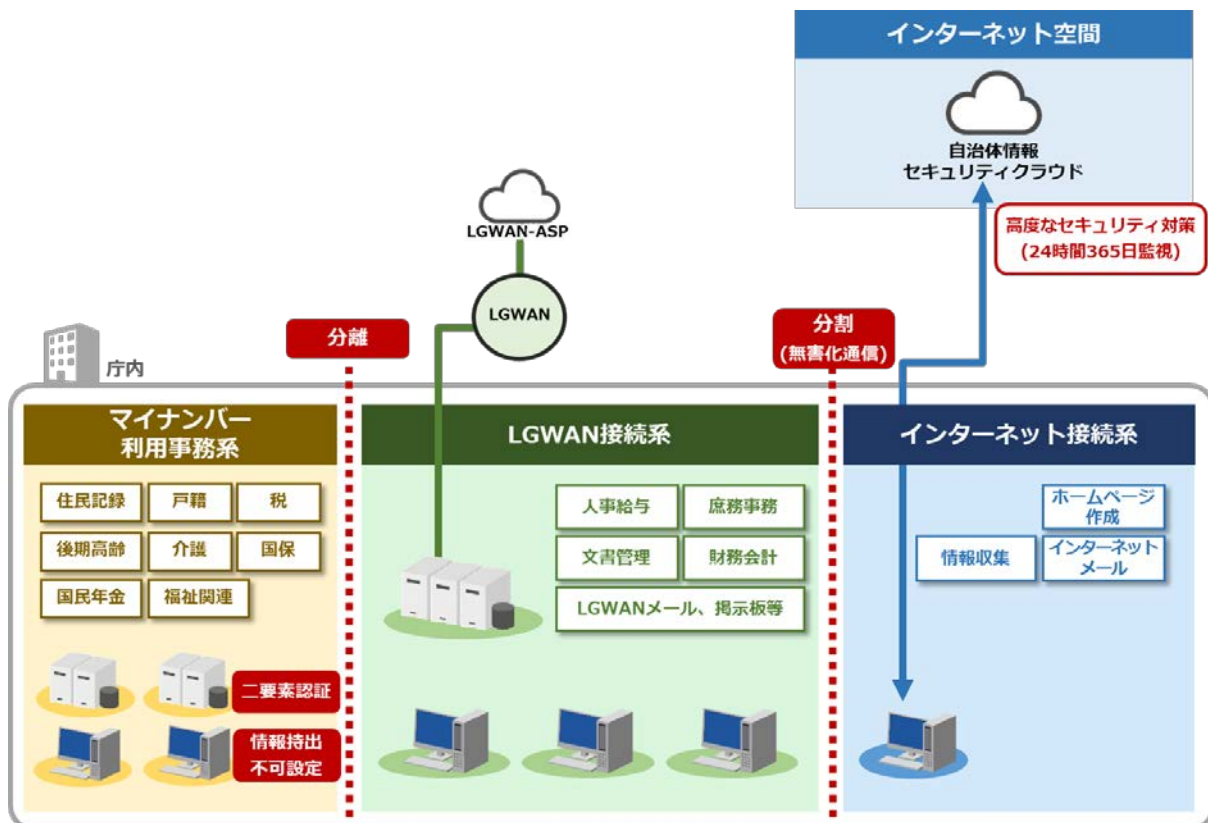 インターネット空間
自治体情報
セキュリティクラウド
高度なセキュリティ対策
(24時間365日監視)
LGWAN-ASP
LGWAN
分離
分割
(無害化通信)
庁内
マイナンバー
利用事務系
住民記録
戸籍
税
後期高齢
介護
国保
国民年金
福祉関連
二要素認証
情報持出
不可設定
LGWAN接続系
人事給与
庶務事務
文書管理
財務会計
LGWANメール、掲示板等
インターネット接続系
ホームページ
作成
情報収集
インターネット
メール